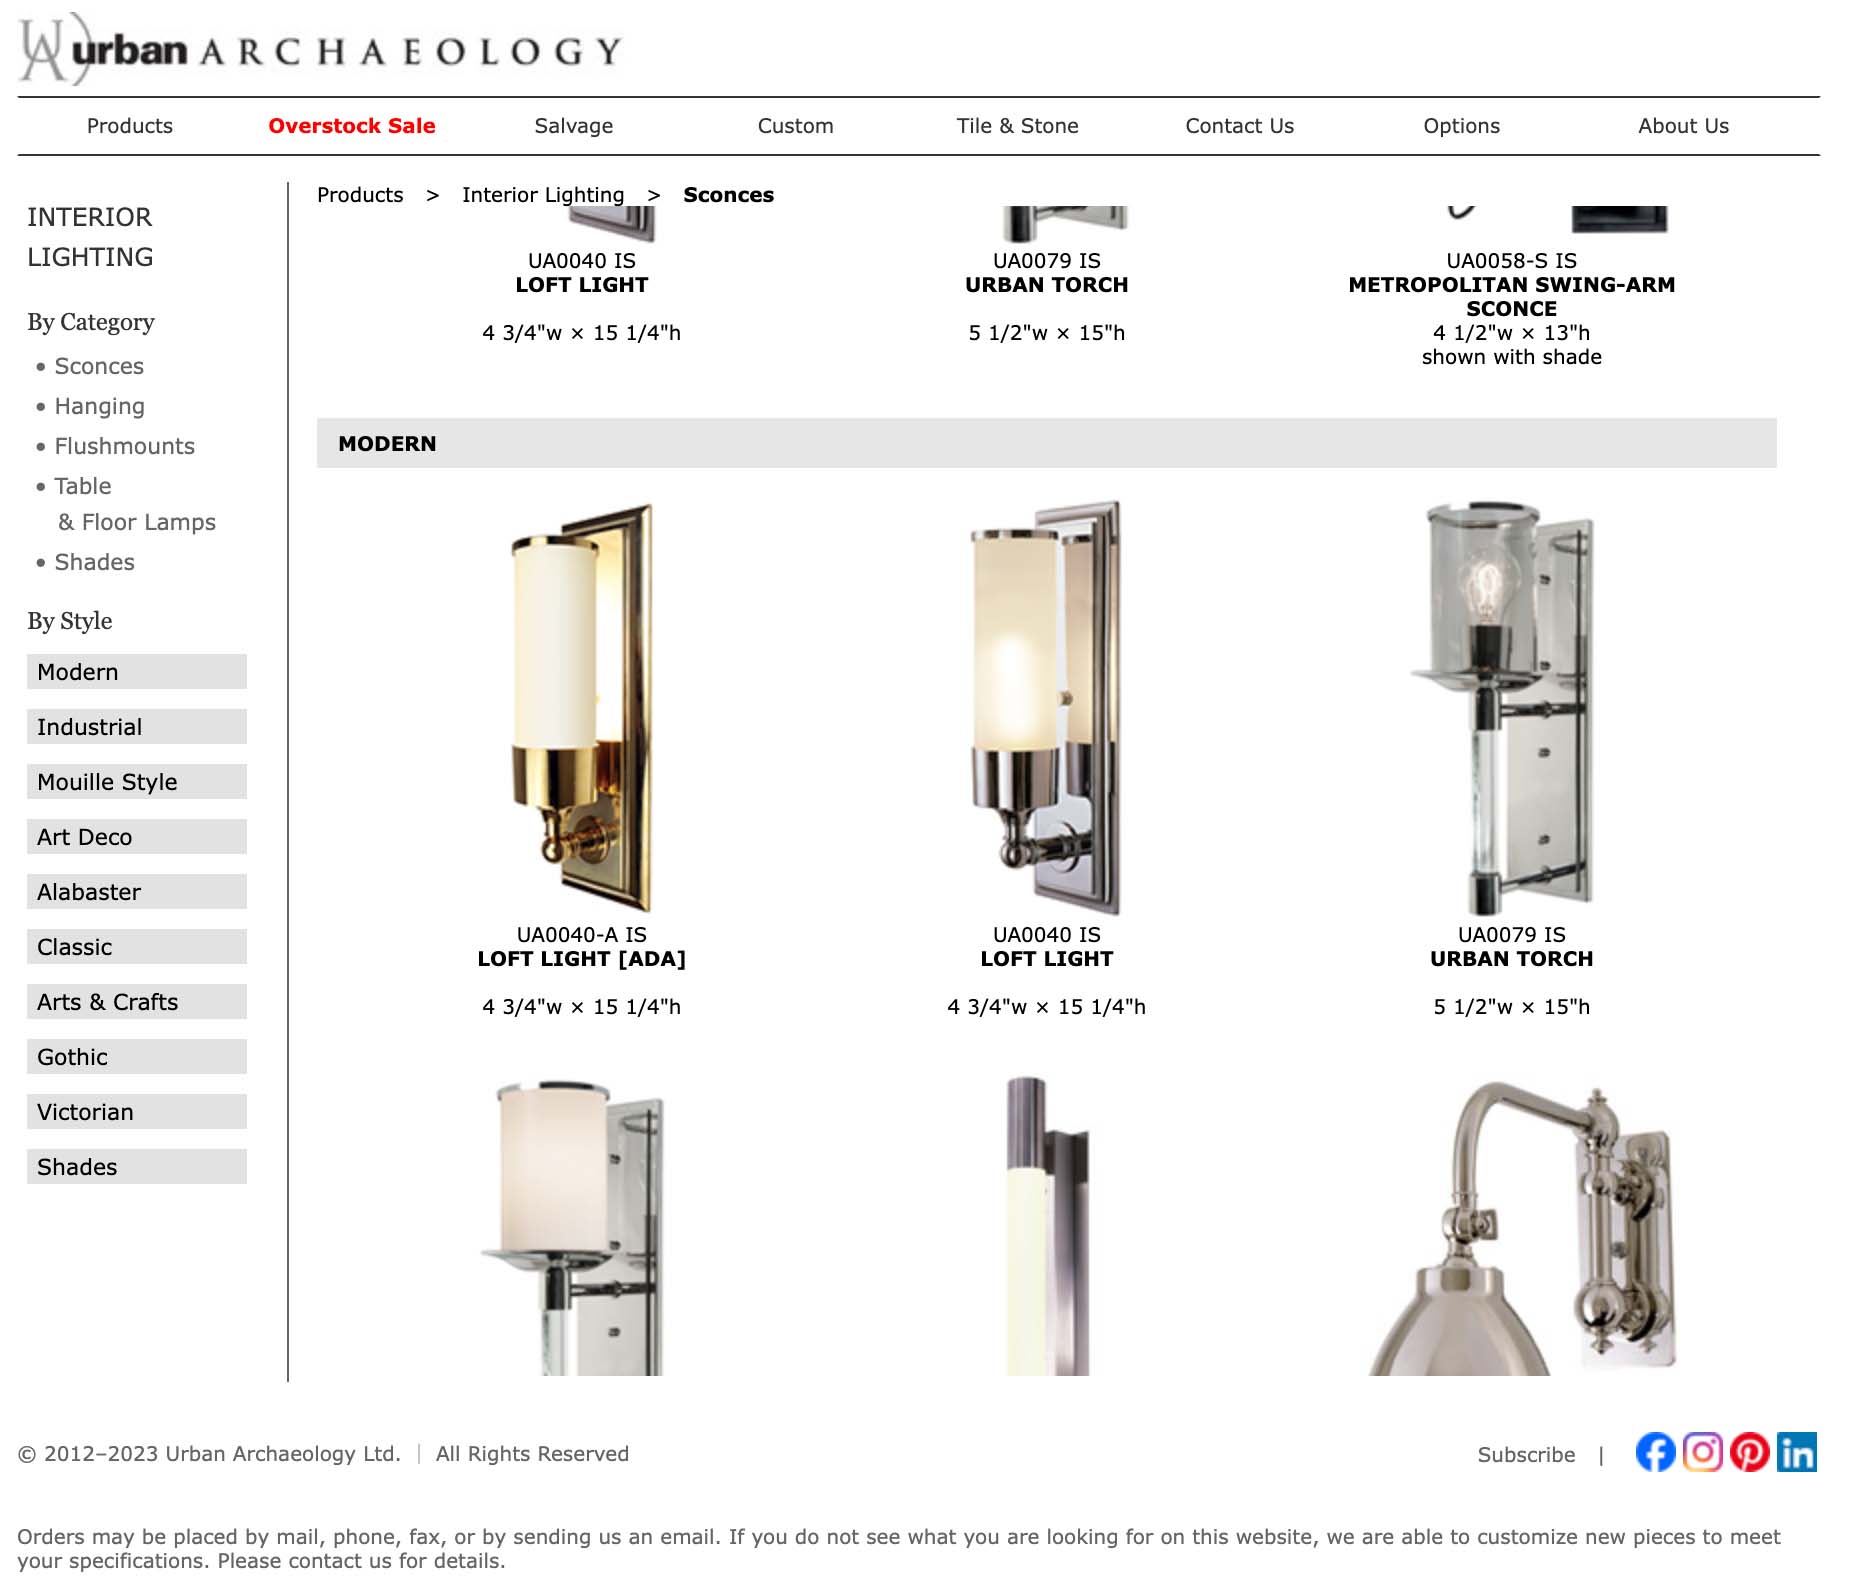 UA urban ARCHAEOLOGY
Products Overstock Sale Salvage Custom Tile & Stone Contact Us Options About Us
INTERIOR
LIGHTING
By Category
• Sconces
• Hanging
• Flushmounts
• Table
& Floor Lamps
• Shades
By Style
Modern
Industrial
Mouille Style
Art Deco
Alabaster
Classic
Arts & Crafts
Gothic
Victorian
Shades
Products > Interior Lighting > Sconces
UA0040 IS
LOFT LIGHT
4 3/4"w × 15 1/4"h
UA0079 IS
URBAN TORCH
5 1/2"w × 15"h
UA0058-S IS
METROPOLITAN SWING-ARM
SCONCE
4 1/2"w × 13"h
shown with shade
MODERN
UA0040-A IS
LOFT LIGHT [ADA]
4 3/4"w × 15 1/4"h
UA0040 IS
LOFT LIGHT
4 3/4"w × 15 1/4"h
UA0079 IS
URBAN TORCH
5 1/2"w × 15"h
© 2012–2023 Urban Archaeology Ltd. | All Rights Reserved
Subscribe | f in
Orders may be placed by mail, phone, fax, or by sending us an email. If you do not see what you are looking for on this website, we are able to customize new pieces to meet
your specifications. Please contact us for details.